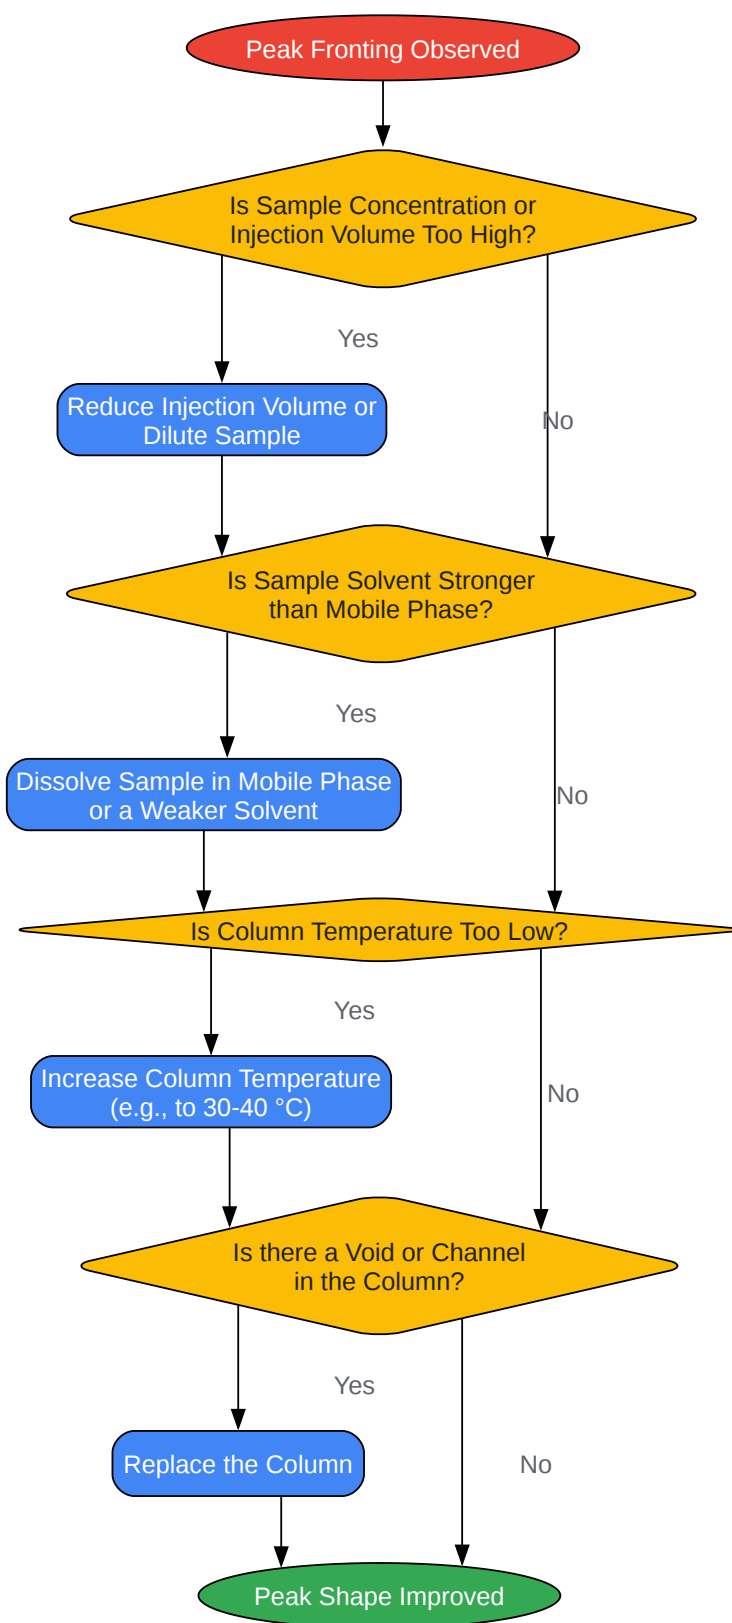 Peak Fronting Observed
Is Sample Concentration or
Injection Volume Too High?
Yes
Reduce Injection Volume or
Dilute Sample
No
Is Sample Solvent Stronger
than Mobile Phase?
Yes
Dissolve Sample in Mobile Phase
or a Weaker Solvent
No
Is Column Temperature Too Low?
Yes
Increase Column Temperature
(e.g., to 30-40 °C)
No
Is there a Void or Channel
in the Column?
Yes
Replace the Column
No
Peak Shape Improved